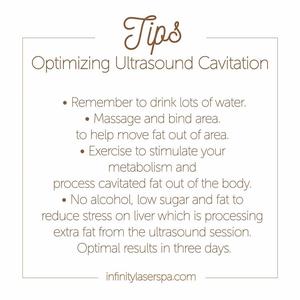 Tips
Optimizing Ultrasound Cavitation
• Remember to drink lots of water.
• Massage and bind area.
to help move fat out of area.
• Exercise to stimulate your
metabolism and
process cavitated fat out of the body.
• No alcohol, low sugar and fat to
reduce stress on liver which is processing
extra fat from the ultrasound session.
Optimal results in three days.
infinitylaserspa.com